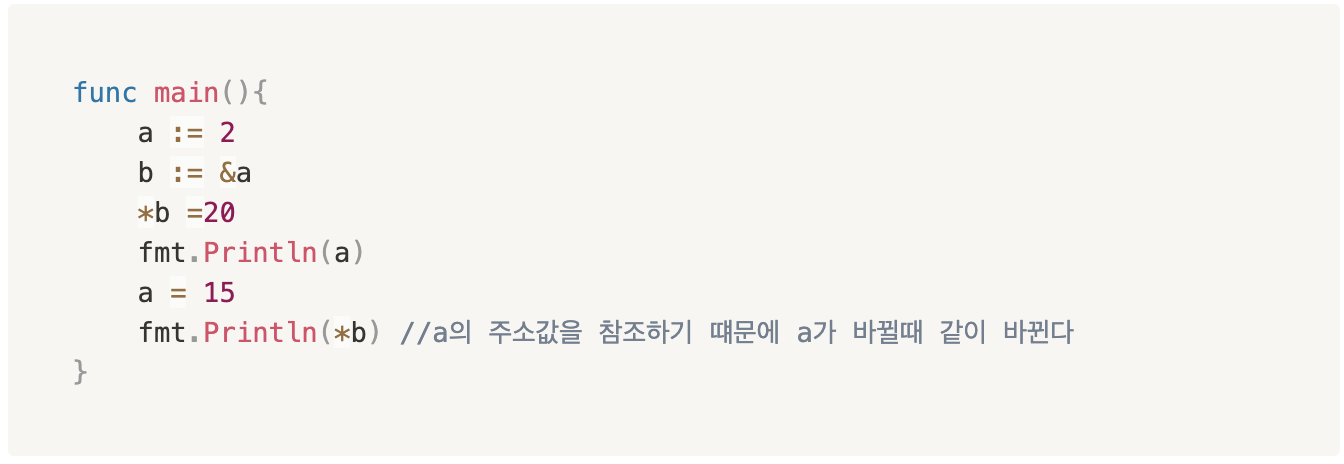 func main(){
    a := 2
    b := &a
    *b =20
    fmt.Println(a)
    a = 15
    fmt.Println(*b) //a의 주소값을 참조하기 떄문에 a가 바뀔때 같이 바뀐다
}